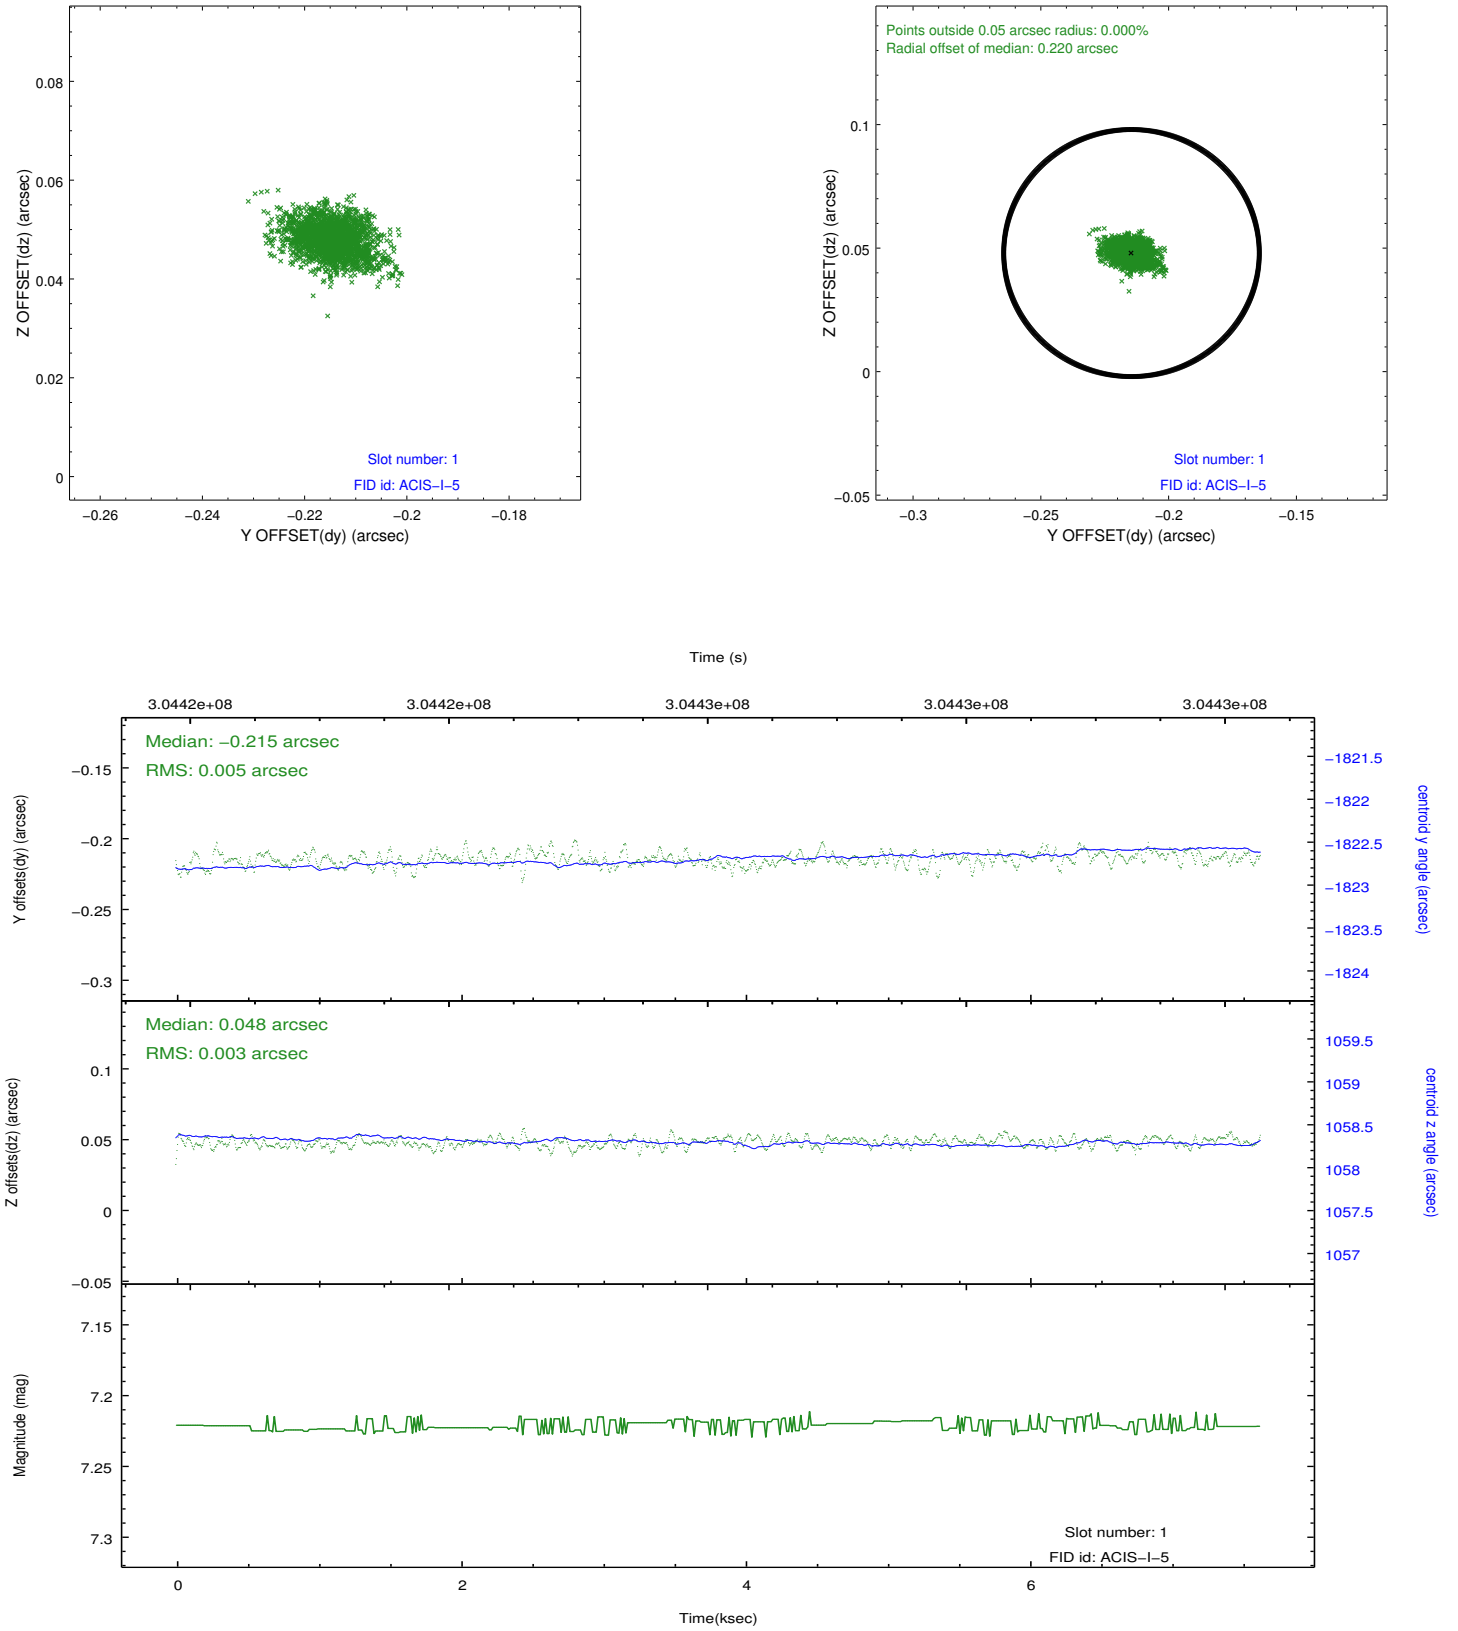 0.08
0.06
0.04
0.02
0
Z OFFSET(dz) (arcsec)
Slot number: 1
FID id: ACIS−I−5
−0.26
−0.24
−0.22
−0.2
−0.18
Y OFFSET(dy) (arcsec)
Points outside 0.05 arcsec radius: 0.000%
Radial offset of median: 0.220 arcsec
0.1
0.05
0
−0.05
Z OFFSET(dz) (arcsec)
Slot number: 1
FID id: ACIS−I−5
−0.3
−0.25
−0.2
−0.15
Y OFFSET(dy) (arcsec)
Time (s)
3.0442e+08
3.0442e+08
3.0443e+08
3.0443e+08
3.0443e+08
Median: −0.215 arcsec
RMS: 0.005 arcsec
−0.15
−0.2
−0.25
−0.3
Y offsets(dy) (arcsec)
−1821.5
−1822
−1822.5
−1823
−1823.5
−1824
centroid y angle (arcsec)
Median: 0.048 arcsec
RMS: 0.003 arcsec
0.1
0.05
0
−0.05
Z offsets(dz) (arcsec)
1059.5
1059
1058.5
1058
1057.5
1057
centroid z angle (arcsec)
7.15
7.2
7.25
7.3
Magnitude (mag)
Slot number: 1
FID id: ACIS−I−5
0
2
4
6
Time(ksec)